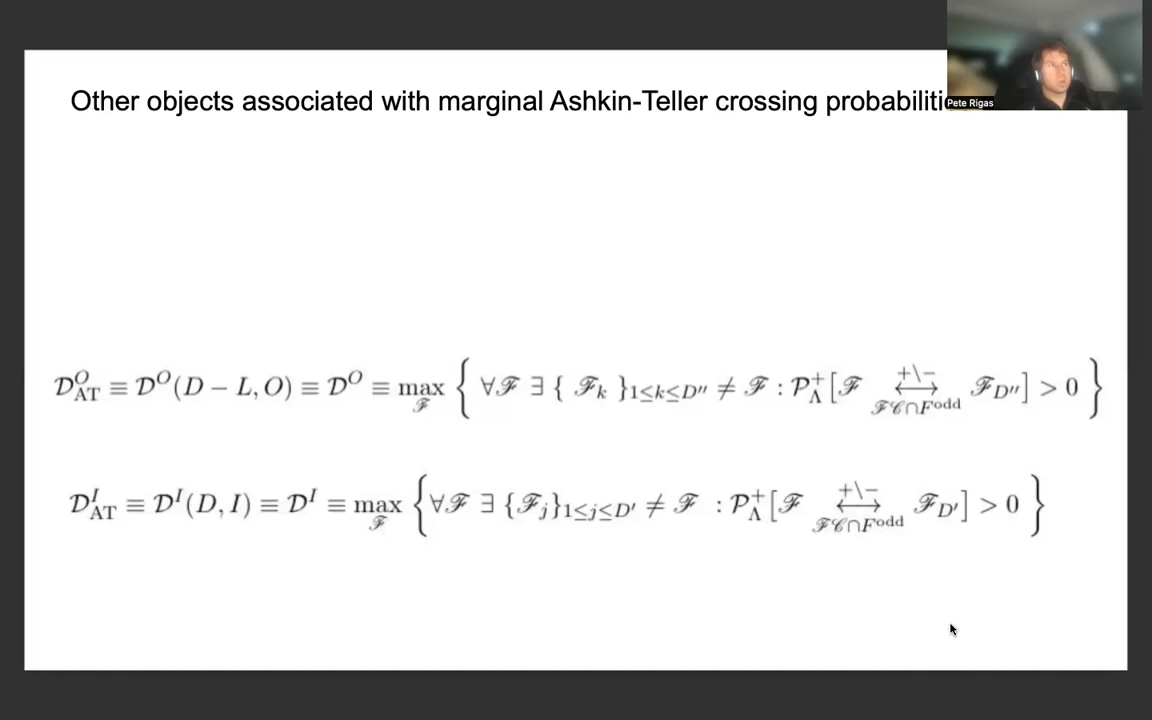 Other objects associated with marginal Ashkin-Teller crossing
Pete Rigas
𝒟^O_AT ≡ 𝒟^O(D − L, O) ≡ 𝒟^O ≡ max_ℱ { ∀ℱ ∃ { ℱ_k }_{1≤k≤D″} ≠ ℱ : 𝒫^+_Λ [ℱ ⟷^{+\−}_{ℱ𝒞∩F^odd} ℱ_{D″}] > 0 }
𝒟^I_AT ≡ 𝒟^I(D, I) ≡ 𝒟^I ≡ max_ℱ {∀ℱ ∃ {ℱ_j}_{1≤j≤D′} ≠ ℱ : 𝒫^+_Λ [ℱ ⟷^{+\−}_{ℱ𝒞∩F^odd} ℱ_{D′}] > 0 }